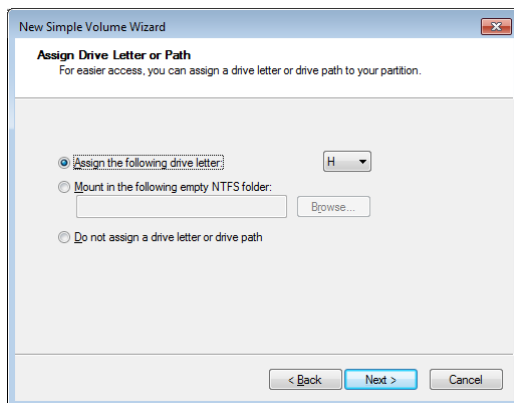 New Simple Volume Wizard
Assign Drive Letter or Path
For easier access, you can assign a drive letter or drive path to your partition.
Assign the following drive letter: H
Mount in the following empty NTFS folder:
Browse...
Do not assign a drive letter or drive path
< Back Next > Cancel